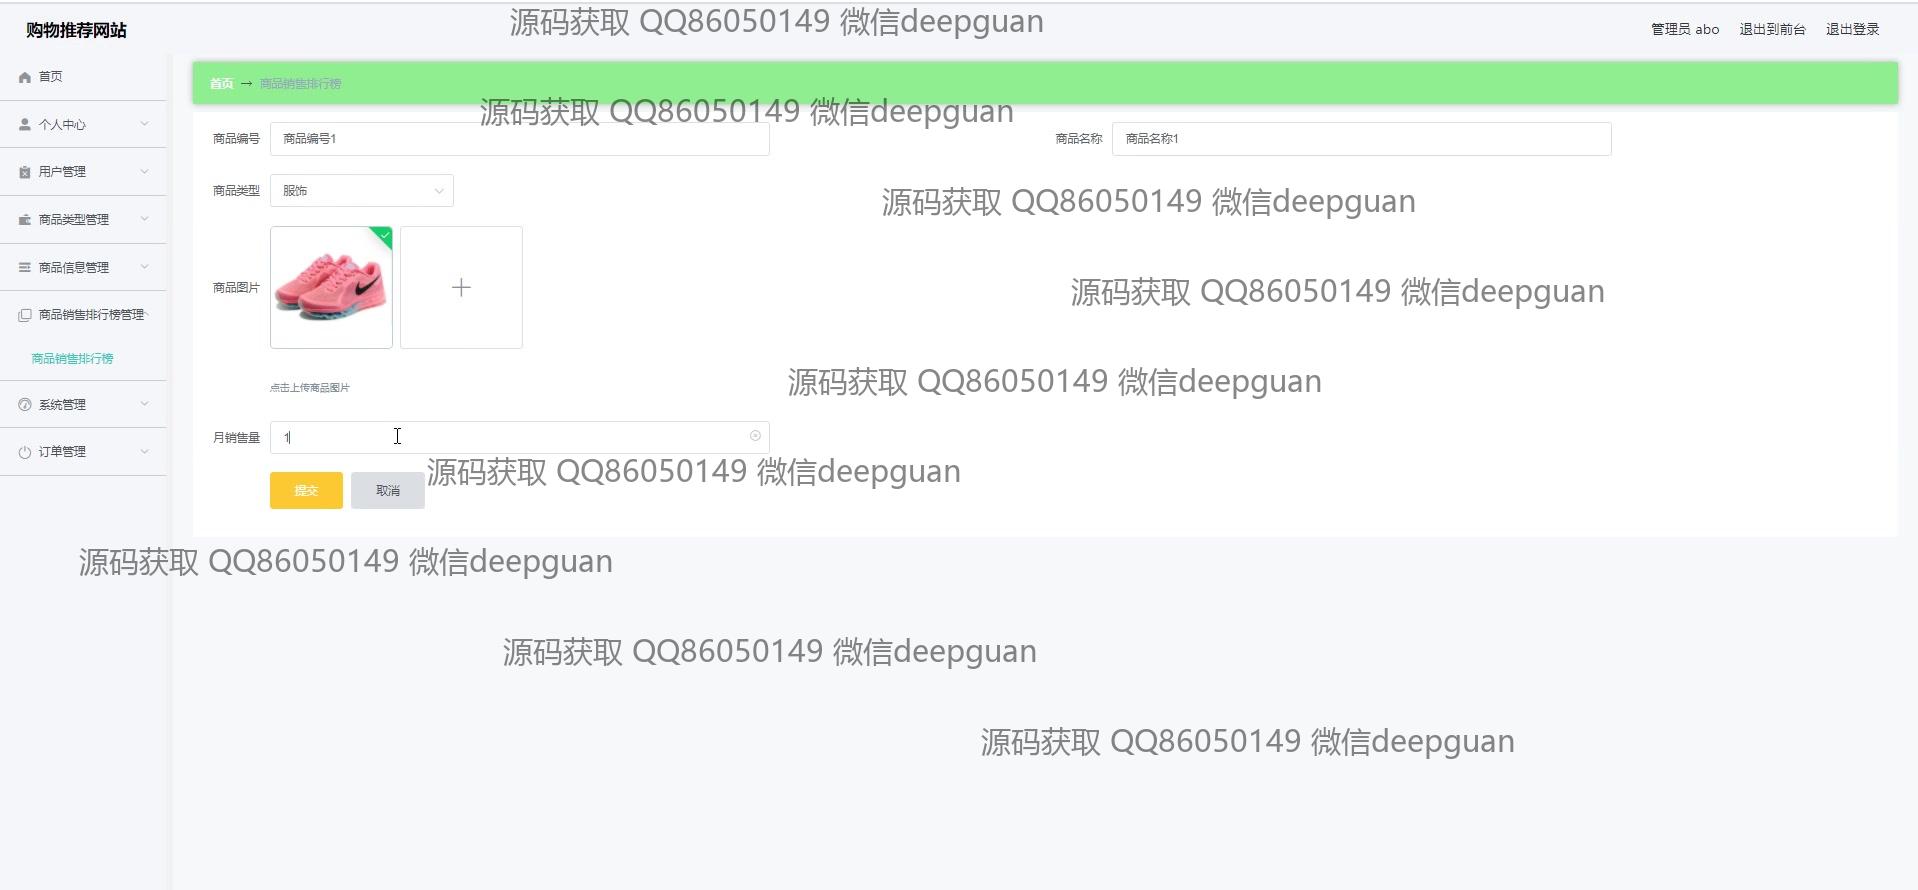 购物推荐网站
源码获取 QQ86050149 微信deepguan
管理员 abo 退出到前台 退出登录
首页
个人中心
用户管理
商品类型管理
商品信息管理
商品销售排行榜管理
商品销售排行榜
系统管理
订单管理
首页 → 商品销售排行榜
源码获取 QQ86050149 微信deepguan
商品编号 商品编号1 商品名称 商品名称1
商品类型 服饰
源码获取 QQ86050149 微信deepguan
商品图片
源码获取 QQ86050149 微信deepguan
点击上传商品图片
源码获取 QQ86050149 微信deepguan
月销售量 1
源码获取 QQ86050149 微信deepguan
提交 取消
源码获取 QQ86050149 微信deepguan
源码获取 QQ86050149 微信deepguan
源码获取 QQ86050149 微信deepguan